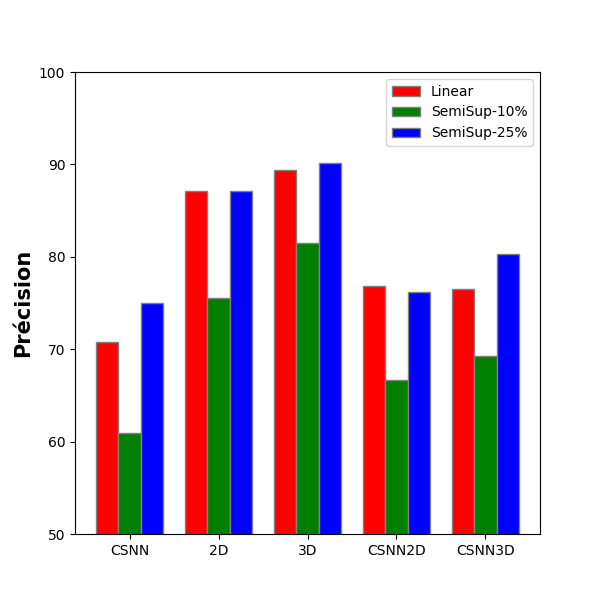 100
90
80
70
60
50
Précision
Linear
SemiSup-10%
SemiSup-25%
CSNN
2D
3D
CSNN2D
CSNN3D